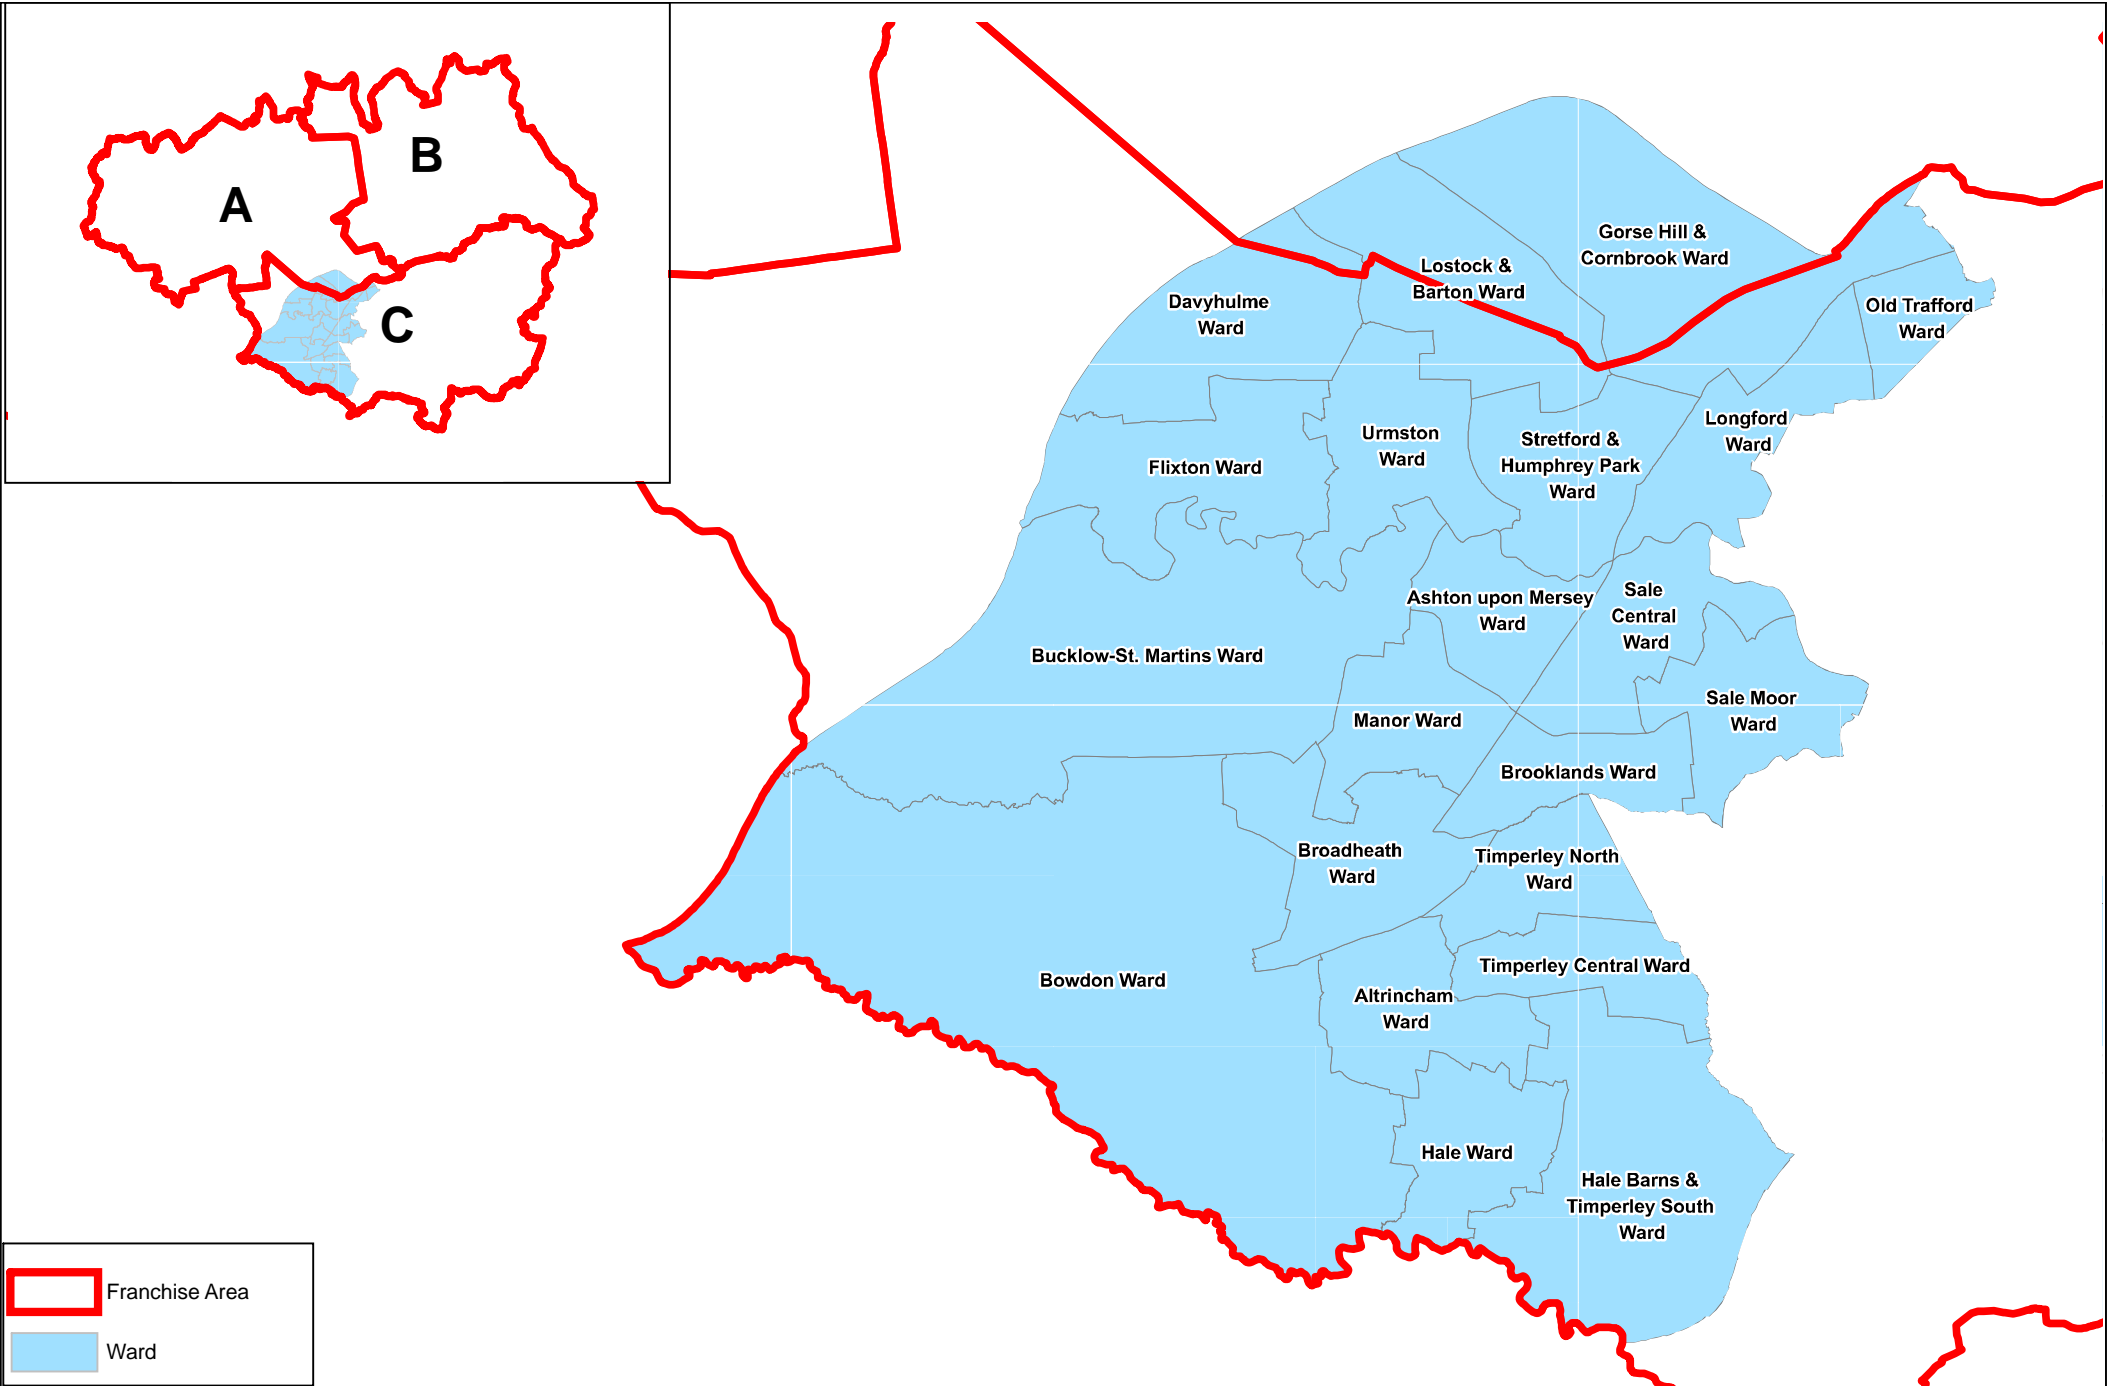 A
B
C
Gorse Hill &
Cornbrook Ward
Lostock &
Barton Ward
Davyhulme
Ward
Old Trafford
Ward
Longford
Ward
Urmston
Ward
Stretford &
Humphrey Park
Ward
Flixton Ward
Ashton upon Mersey
Ward
Sale
Central
Ward
Bucklow-St. Martins Ward
Sale Moor
Ward
Manor Ward
Brooklands Ward
Broadheath
Ward
Timperley North
Ward
Timperley Central Ward
Bowdon Ward
Altrincham
Ward
Hale Ward
Hale Barns &
Timperley South
Ward
Franchise Area
Ward